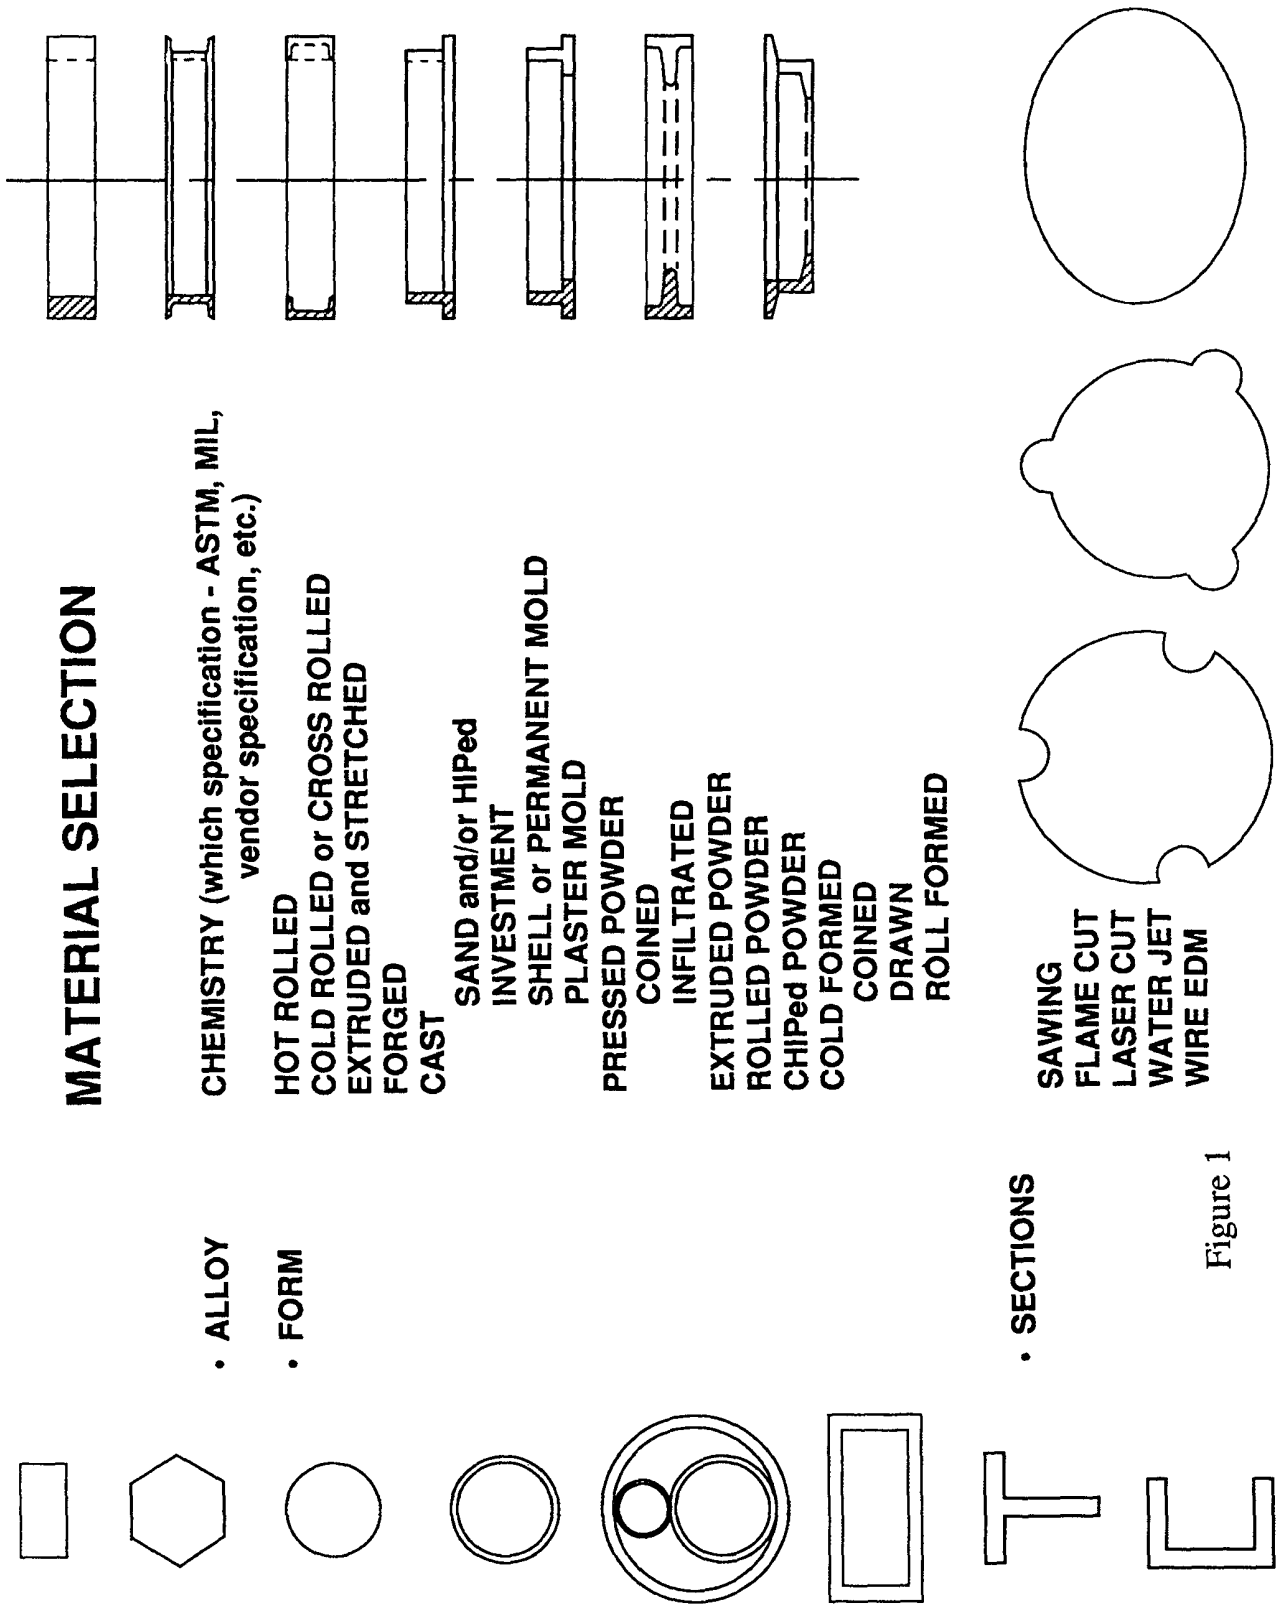 MATERIAL SELECTION
• ALLOY CHEMISTRY (which specification - ASTM, MIL,
vendor specification, etc.)
• FORM HOT ROLLED
COLD ROLLED or CROSS ROLLED
EXTRUDED and STRETCHED
FORGED
CAST
SAND and/or HIPed
INVESTMENT
SHELL or PERMANENT MOLD
PLASTER MOLD
PRESSED POWDER
COINED
INFILTRATED
EXTRUDED POWDER
ROLLED POWDER
CHIPed POWDER
COLD FORMED
COINED
DRAWN
ROLL FORMED
• SECTIONS
SAWING
FLAME CUT
LASER CUT
WATER JET
WIRE EDM
Figure 1